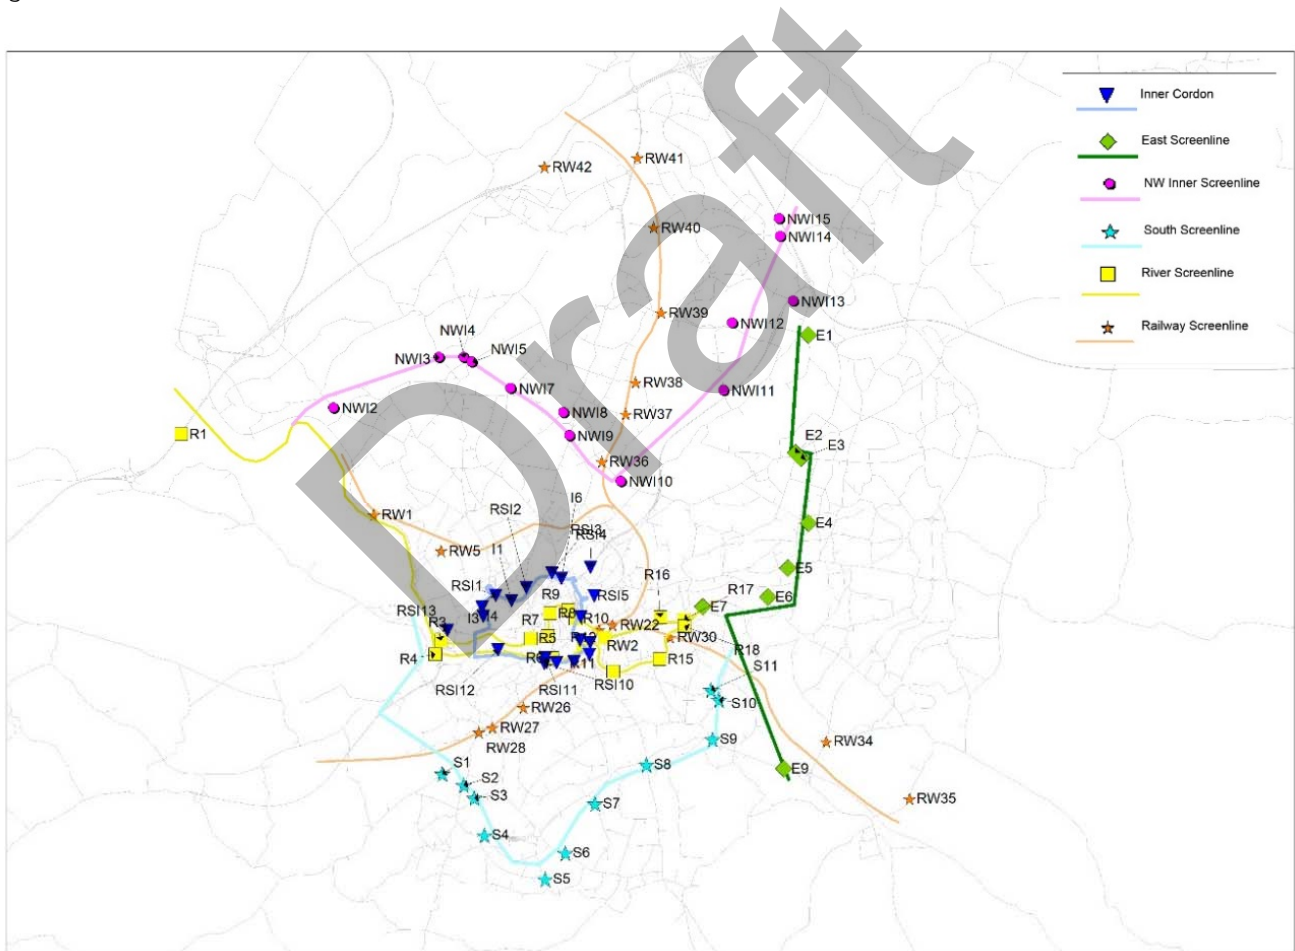 Draft
Inner Cordon
East Screenline
NW Inner Screenline
South Screenline
River Screenline
Railway Screenline
RW41
RW42
NWI15
RW40
NWI14
NWI13
RW39
NWI12
NWI4
E1
NWI5
NWI3
RW38
NWI7
NWI11
NWI2
NWI8
RW37
R1
NWI9
E2
E3
RW36
NWI10
I6
RSI2
RW1
E4
RSI3
RSI4
I1
RW5
E5
R16
RSI1
R17
R9
RSI5
E6
E7
RSI13
R8
I3
R7
R10
R3
RW22
R5
RW30
RW2
R18
R4
R15
S11
RSI12
RSI11
RSI10
S10
RW26
RW27
S9
RW34
RW28
S1
S8
E9
S2
S3
RW35
S7
S4
S6
S5